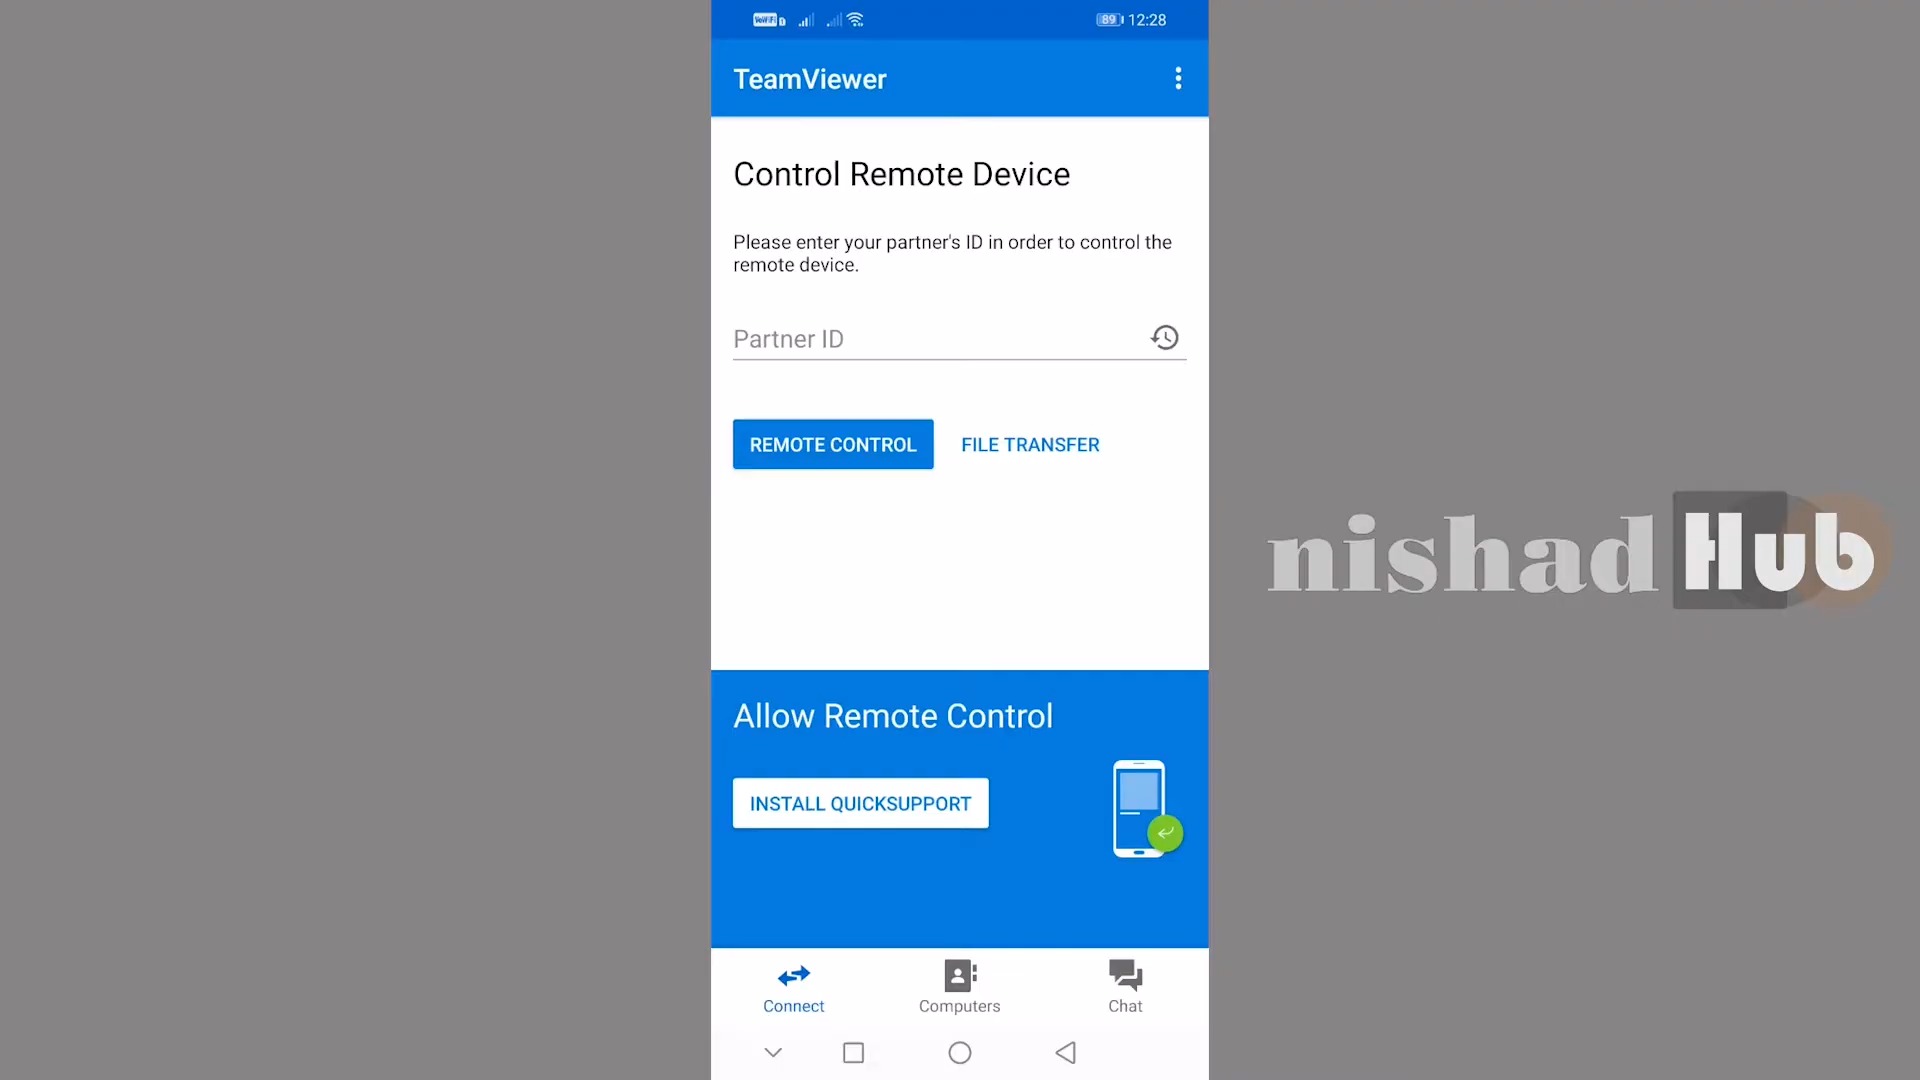 89 12:28
TeamViewer
Control Remote Device
Please enter your partner's ID in order to control the
remote device.
Partner ID
REMOTE CONTROL FILE TRANSFER
nishad Hub
Allow Remote Control
INSTALL QUICKSUPPORT
Connect Computers Chat